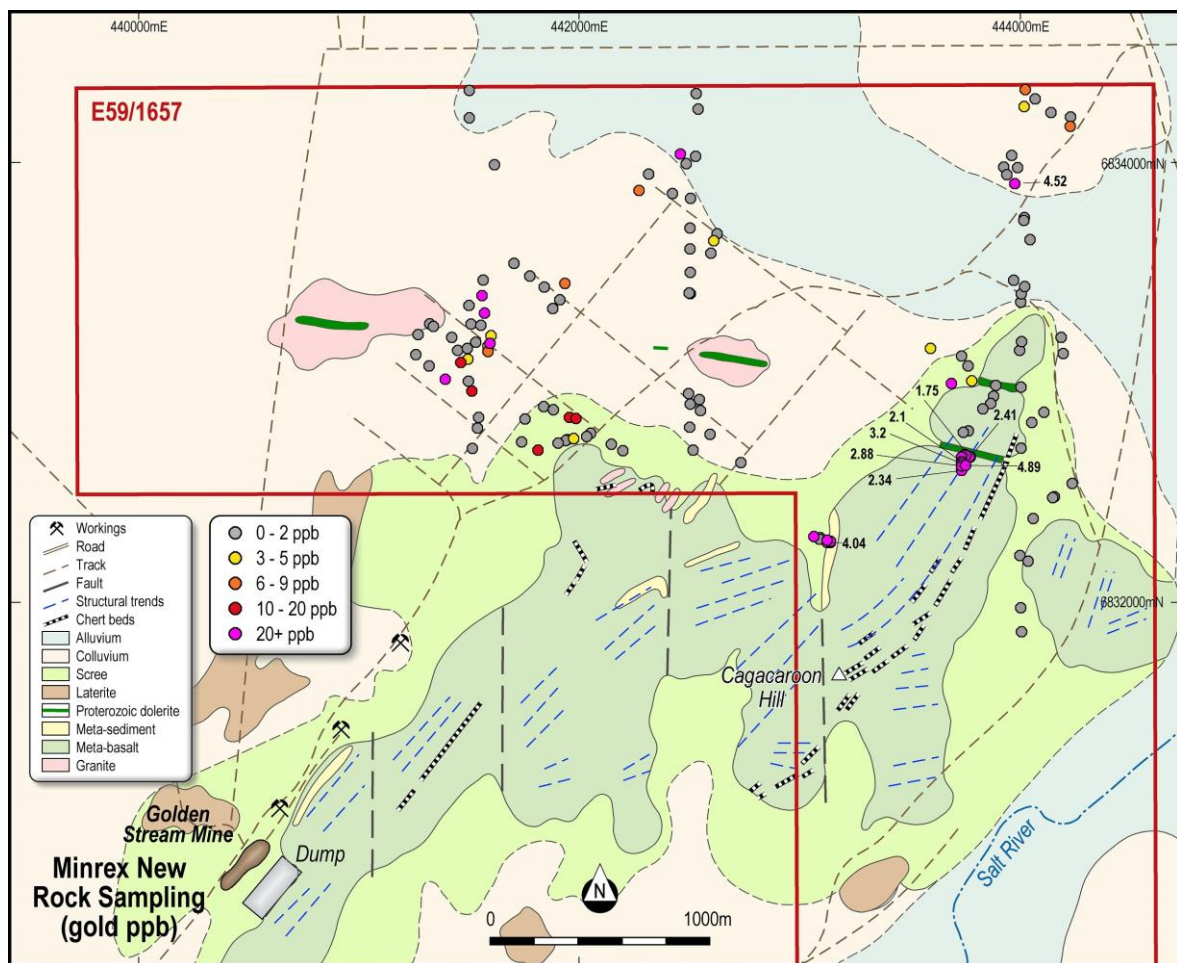 440000mE
442000mE
444000mE
E59/1657
6834000mN
4.52
1.75
2.41
2.1
3.2
2.88
4.89
2.34
4.04
Workings
Road
Track
Fault
Structural trends
Chert beds
Alluvium
Colluvium
Scree
Laterite
Proterozoic dolerite
Meta-sediment
Meta-basalt
Granite
0 - 2 ppb
3 - 5 ppb
6 - 9 ppb
10 - 20 ppb
20+ ppb
6832000mN
Cagacaroon
Hill
Golden
Stream Mine
Dump
Minrex New
Rock Sampling
(gold ppb)
N
0
1000m
Salt River